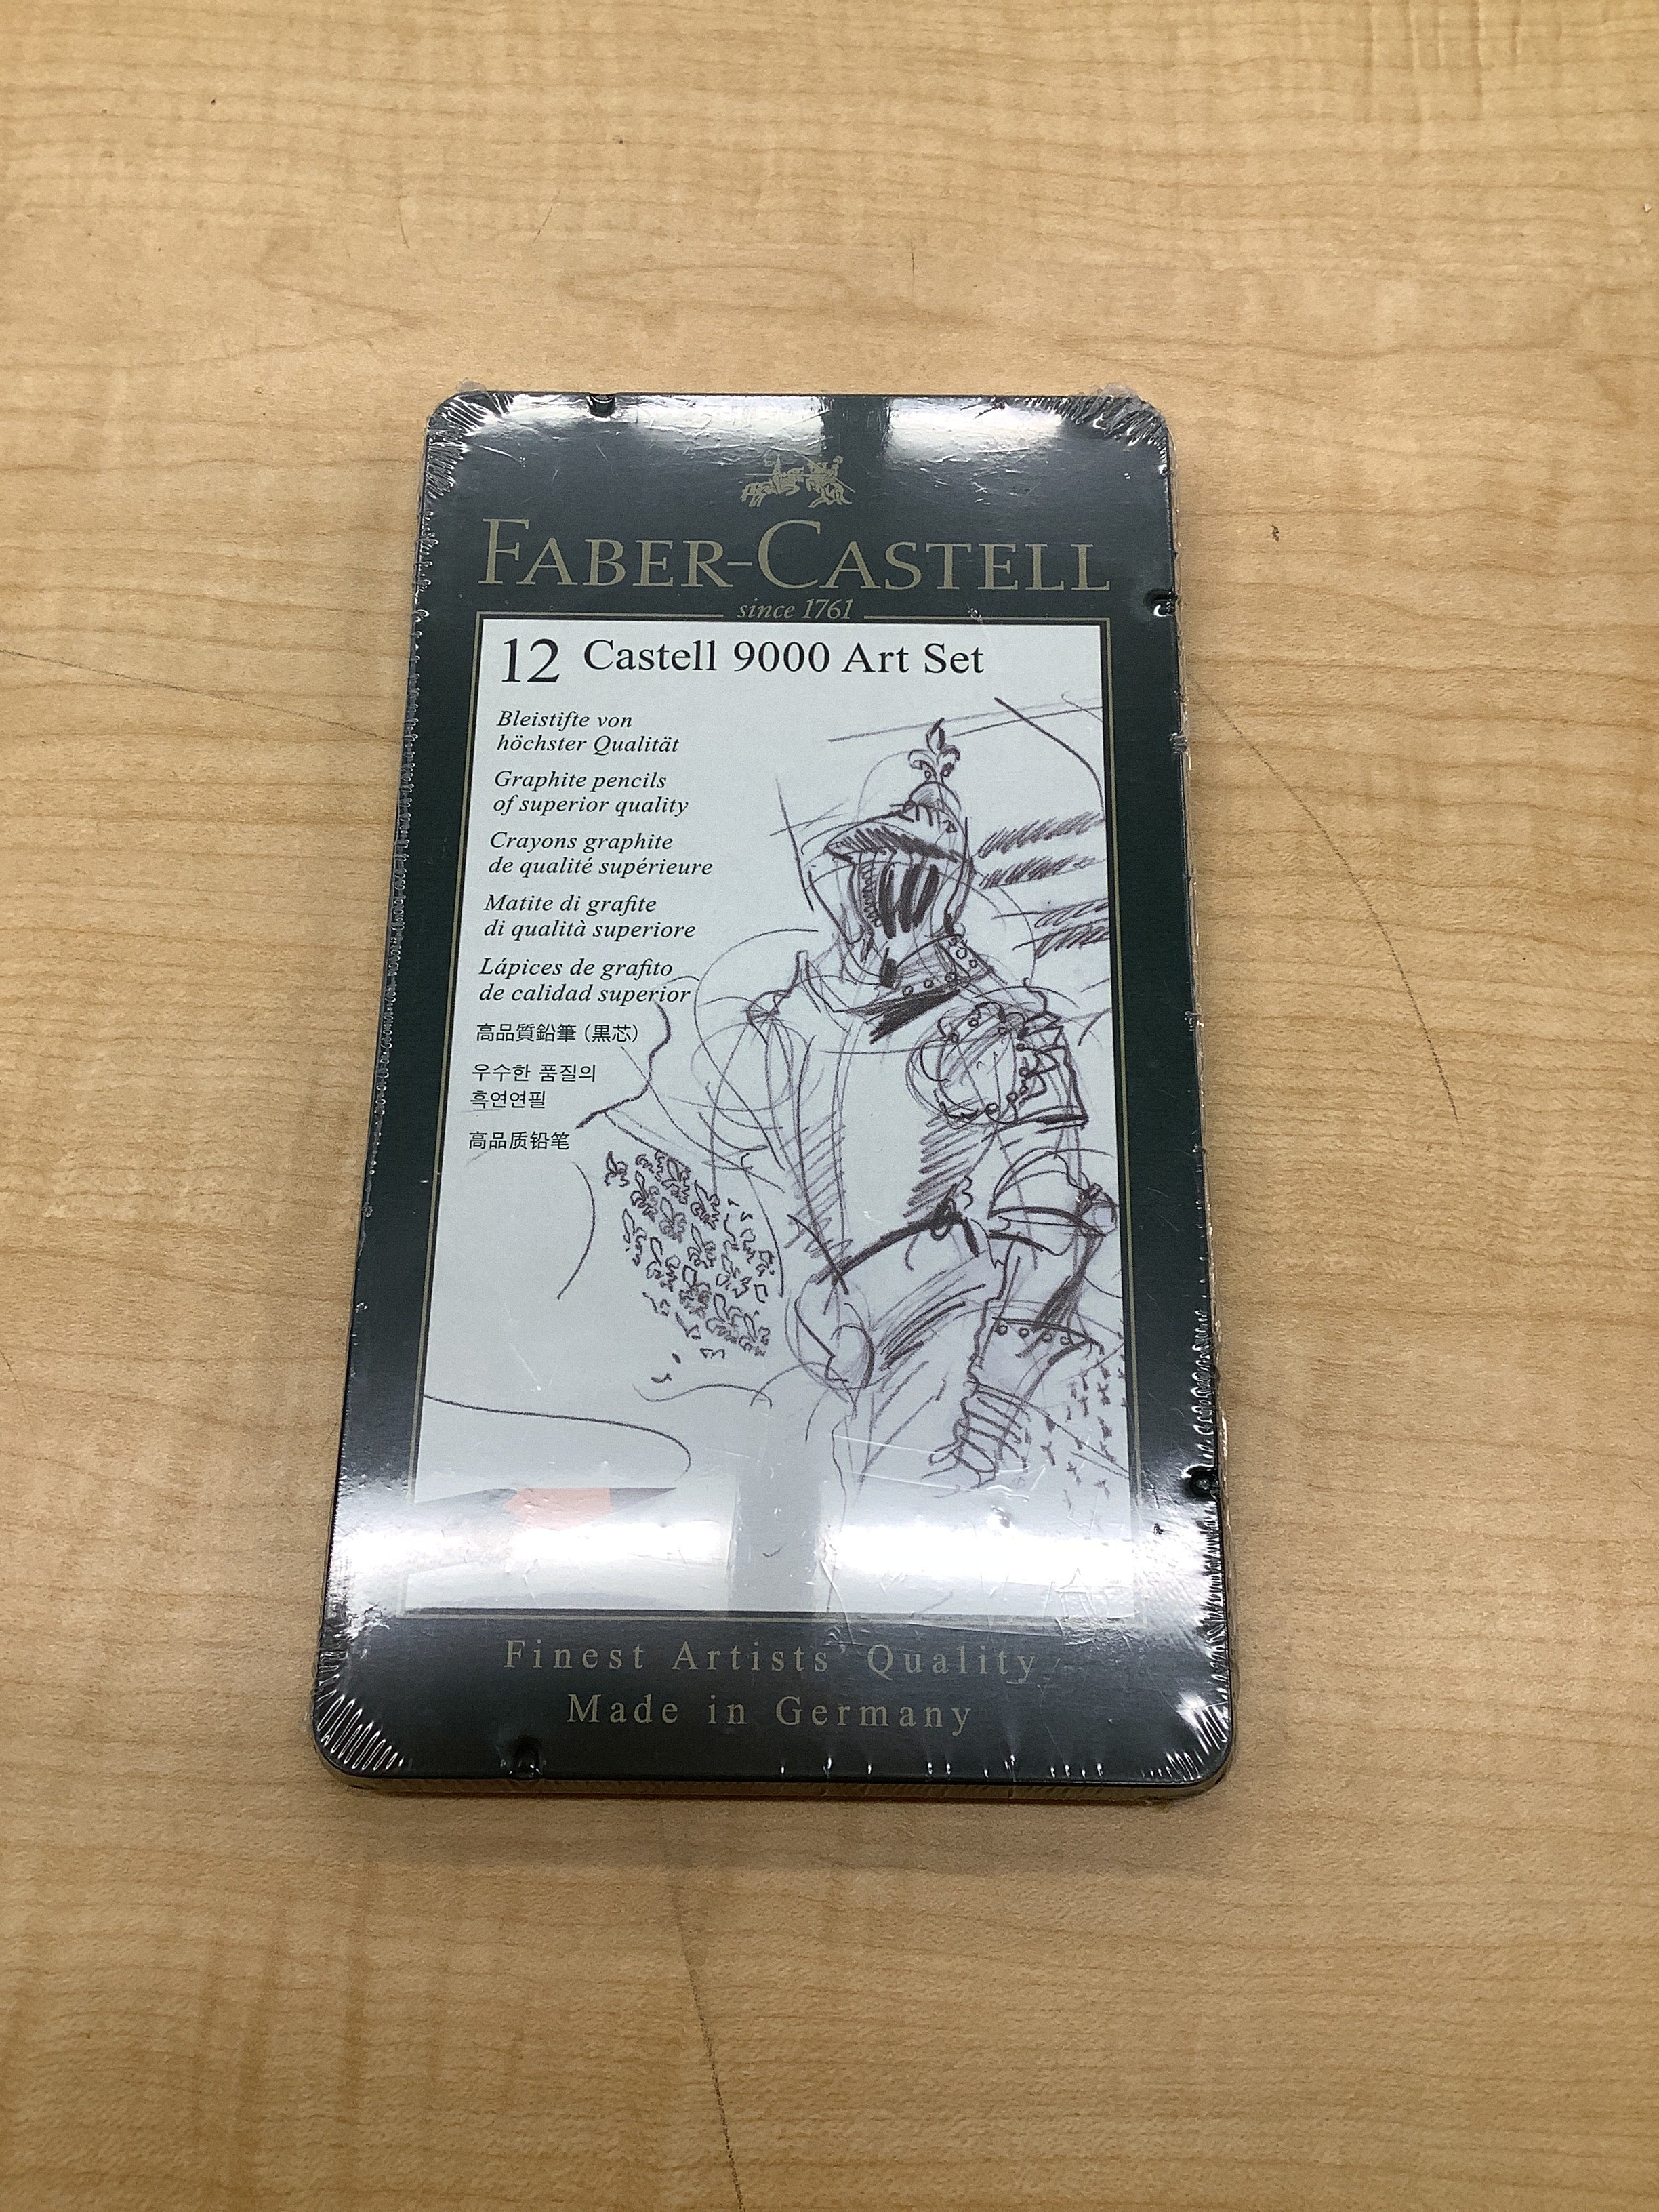 FABER-CASTELL
since 1761
12 Castell 9000 Art Set
Bleistifte von
höchster Qualität
Graphite pencils
of superior quality
Crayons graphite
de qualité supérieure
Matite di grafite
di qualità superiore
Lápices de grafito
de calidad superior
高品質鉛筆（黒芯）
우수한 품질의
흑연연필
高品质铅笔
Finest Artists' Quality
Made in Germany